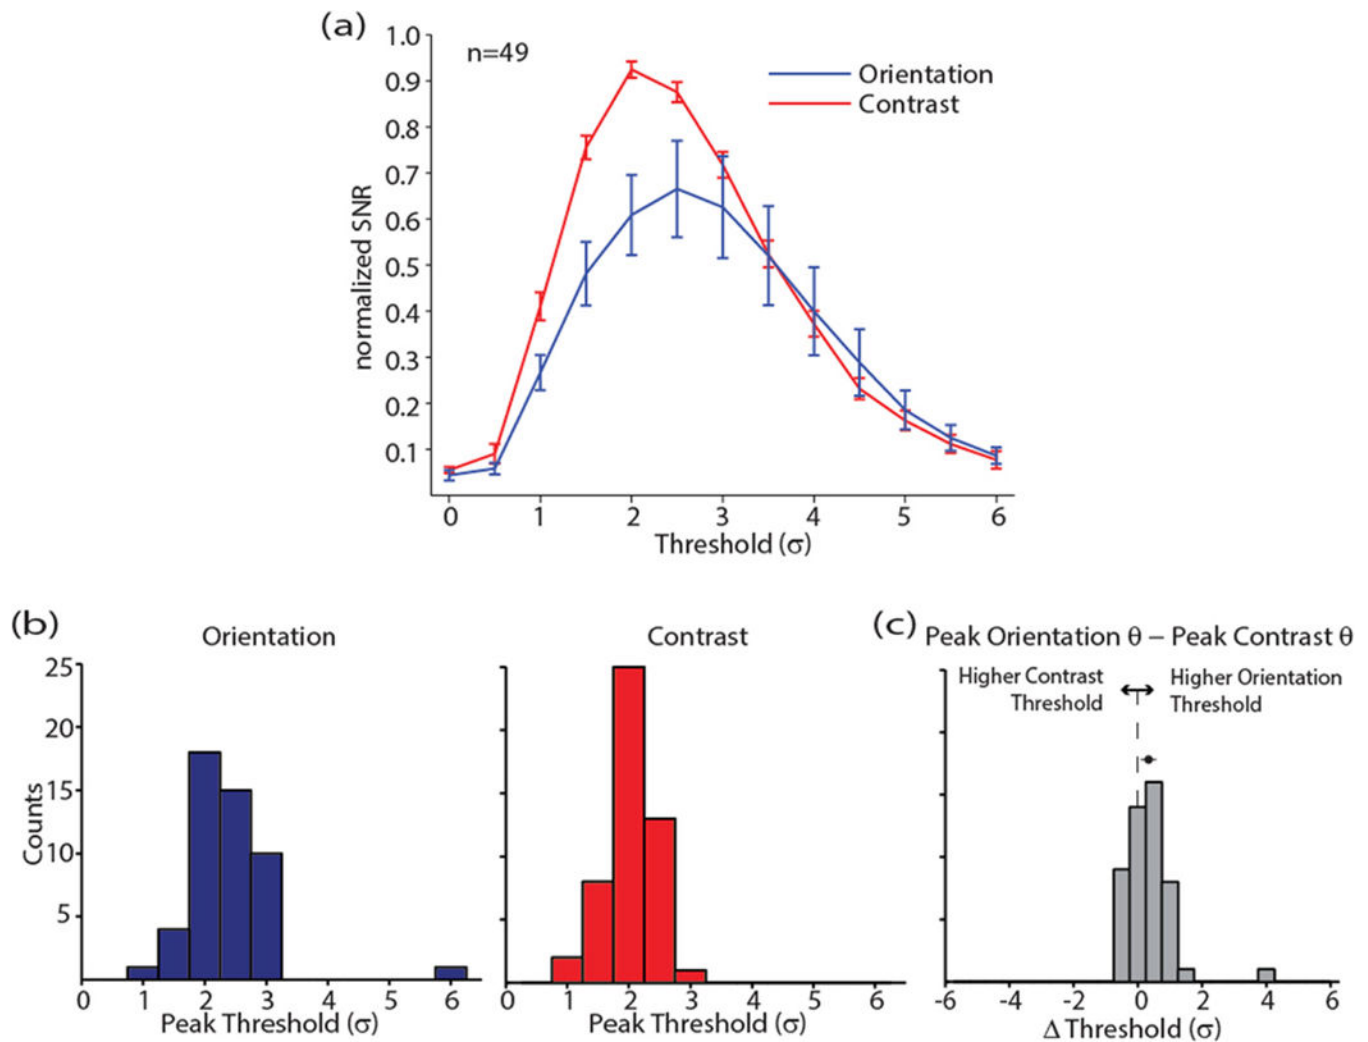 (a)
n=49
Orientation
Contrast
normalized SNR
1.0
0.9
0.8
0.7
0.6
0.5
0.4
0.3
0.2
0.1
0 1 2 3 4 5 6
Threshold (σ)
(b)
Orientation
Counts
25
20
15
10
5
0 1 2 3 4 5 6
Peak Threshold (σ)
Contrast
0 1 2 3 4 5 6
Peak Threshold (σ)
(c)
Peak Orientation θ – Peak Contrast θ
Higher Contrast
Threshold
Higher Orientation
Threshold
-6 -4 -2 0 2 4 6
Δ Threshold (σ)